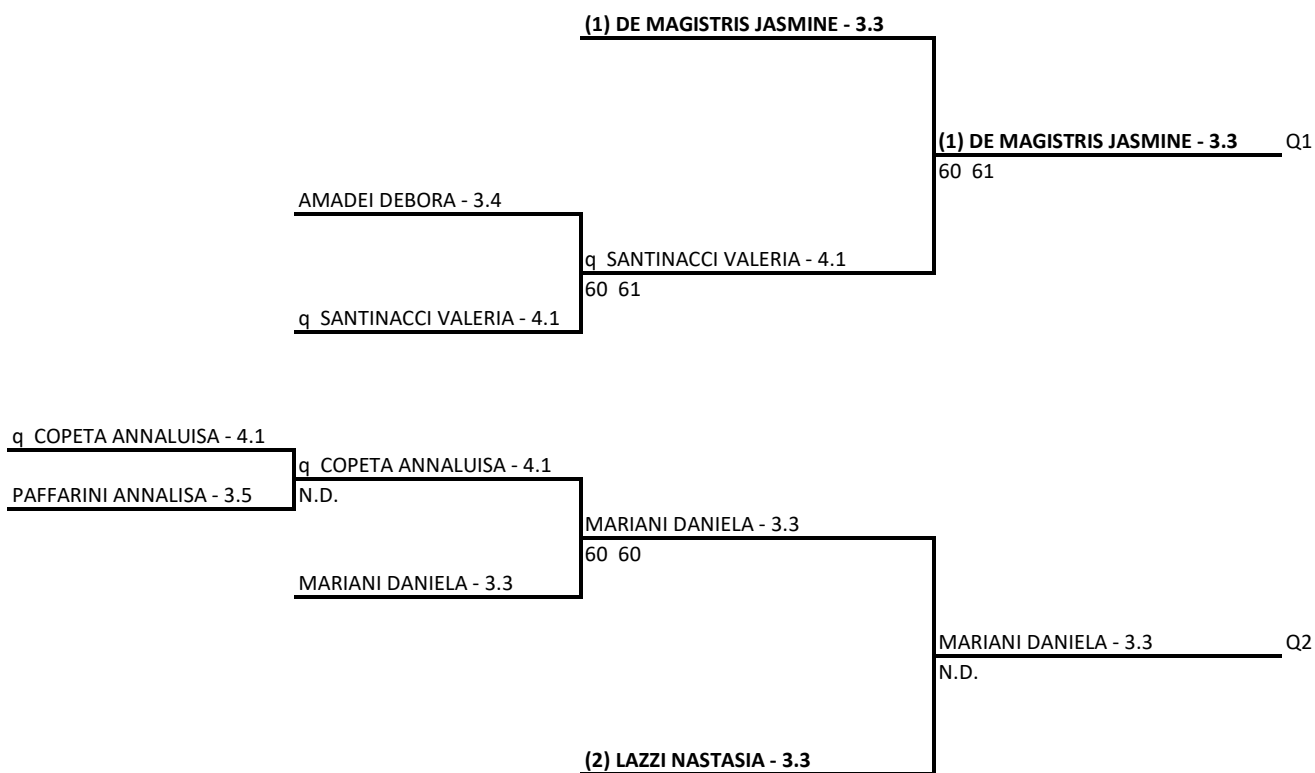 (1) DE MAGISTRIS JASMINE - 3.3
(1) DE MAGISTRIS JASMINE - 3.3 Q1
60 61
AMADEI DEBORA - 3.4
q SANTINACCI VALERIA - 4.1
60 61
q SANTINACCI VALERIA - 4.1
q COPETA ANNALUISA - 4.1
q COPETA ANNALUISA - 4.1
PAFFARINI ANNALISA - 3.5 N.D.
MARIANI DANIELA - 3.3
60 60
MARIANI DANIELA - 3.3
MARIANI DANIELA - 3.3 Q2
N.D.
(2) LAZZI NASTASIA - 3.3